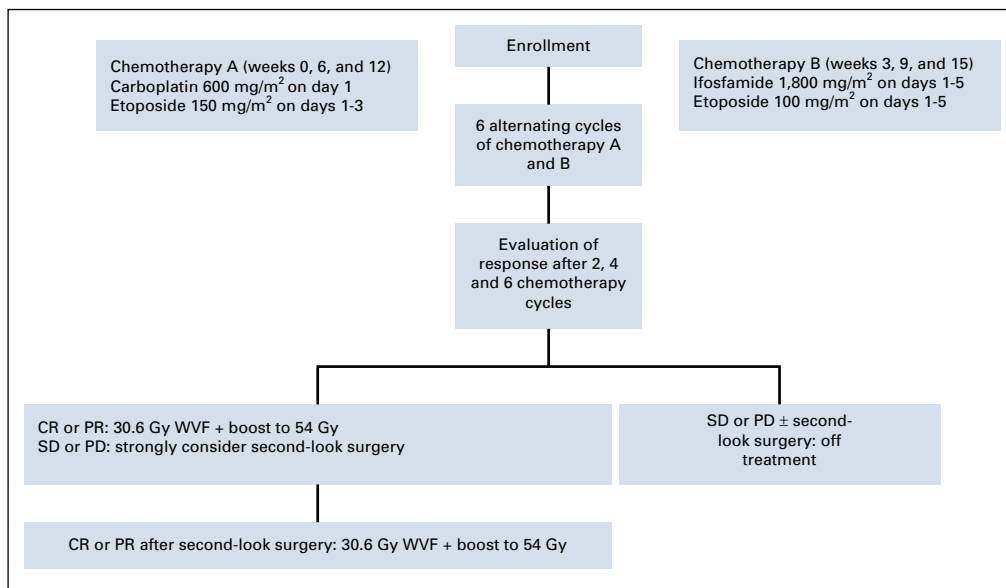 Enrollment
Chemotherapy A (weeks 0, 6, and 12)
Carboplatin 600 mg/m² on day 1
Etoposide 150 mg/m² on days 1-3
Chemotherapy B (weeks 3, 9, and 15)
Ifosfamide 1,800 mg/m² on days 1-5
Etoposide 100 mg/m² on days 1-5
6 alternating cycles
of chemotherapy A
and B
Evaluation of
response after 2, 4
and 6 chemotherapy
cycles
CR or PR: 30.6 Gy WVF + boost to 54 Gy
SD or PD: strongly consider second-look surgery
SD or PD ± second-
look surgery: off
treatment
CR or PR after second-look surgery: 30.6 Gy WVF + boost to 54 Gy